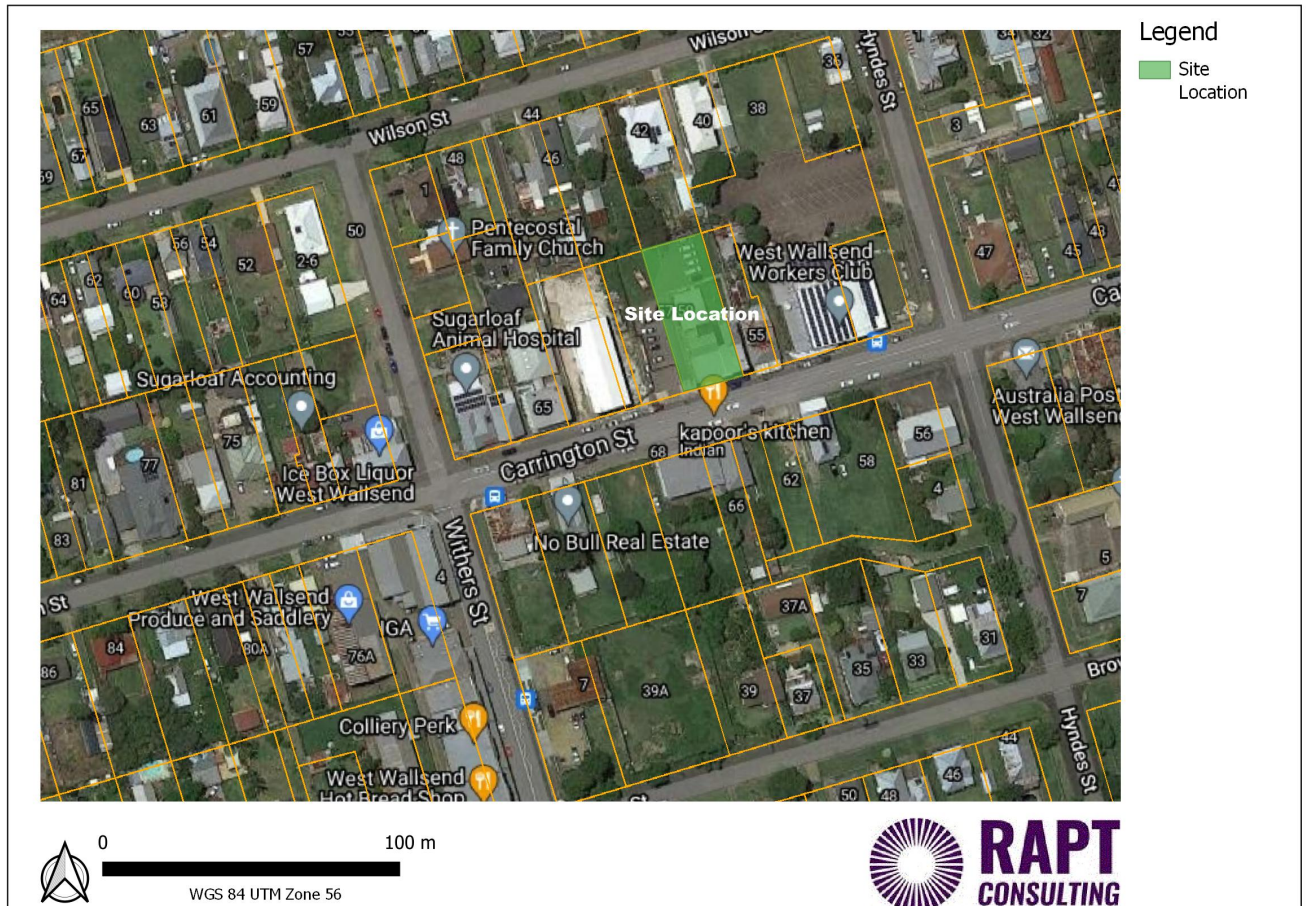 Legend
Site
Location
Wilson St
Hyndes St
57
36
32
65
63
61
59
67
69
Wilson St
44
42
40
38
3
48
46
1
50
56
54
52
2-6
Pentecostal
Family Church
West Wallsend
Workers Club
47
45
43
64
62
60
58
Site Location
55
Sugarloaf
Animal Hospital
Sugarloaf Accounting
65
Carrington St
kapoor's kitchen
Indian
Australia Post
West Wallsend
81
77
75
83
Ice Box Liquor
West Wallsend
68
66
62
58
56
4
No Bull Real Estate
Withers St
5
7
West Wallsend
Produce and Saddlery
IGA
4
76A
80A
84
86
37A
31
33
35
37
39
39A
7
Colliery Perk
West Wallsend
Hot Bread Shop
Hyndes St
44
46
48
50
0 100 m
WGS 84 UTM Zone 56
RAPT
CONSULTING